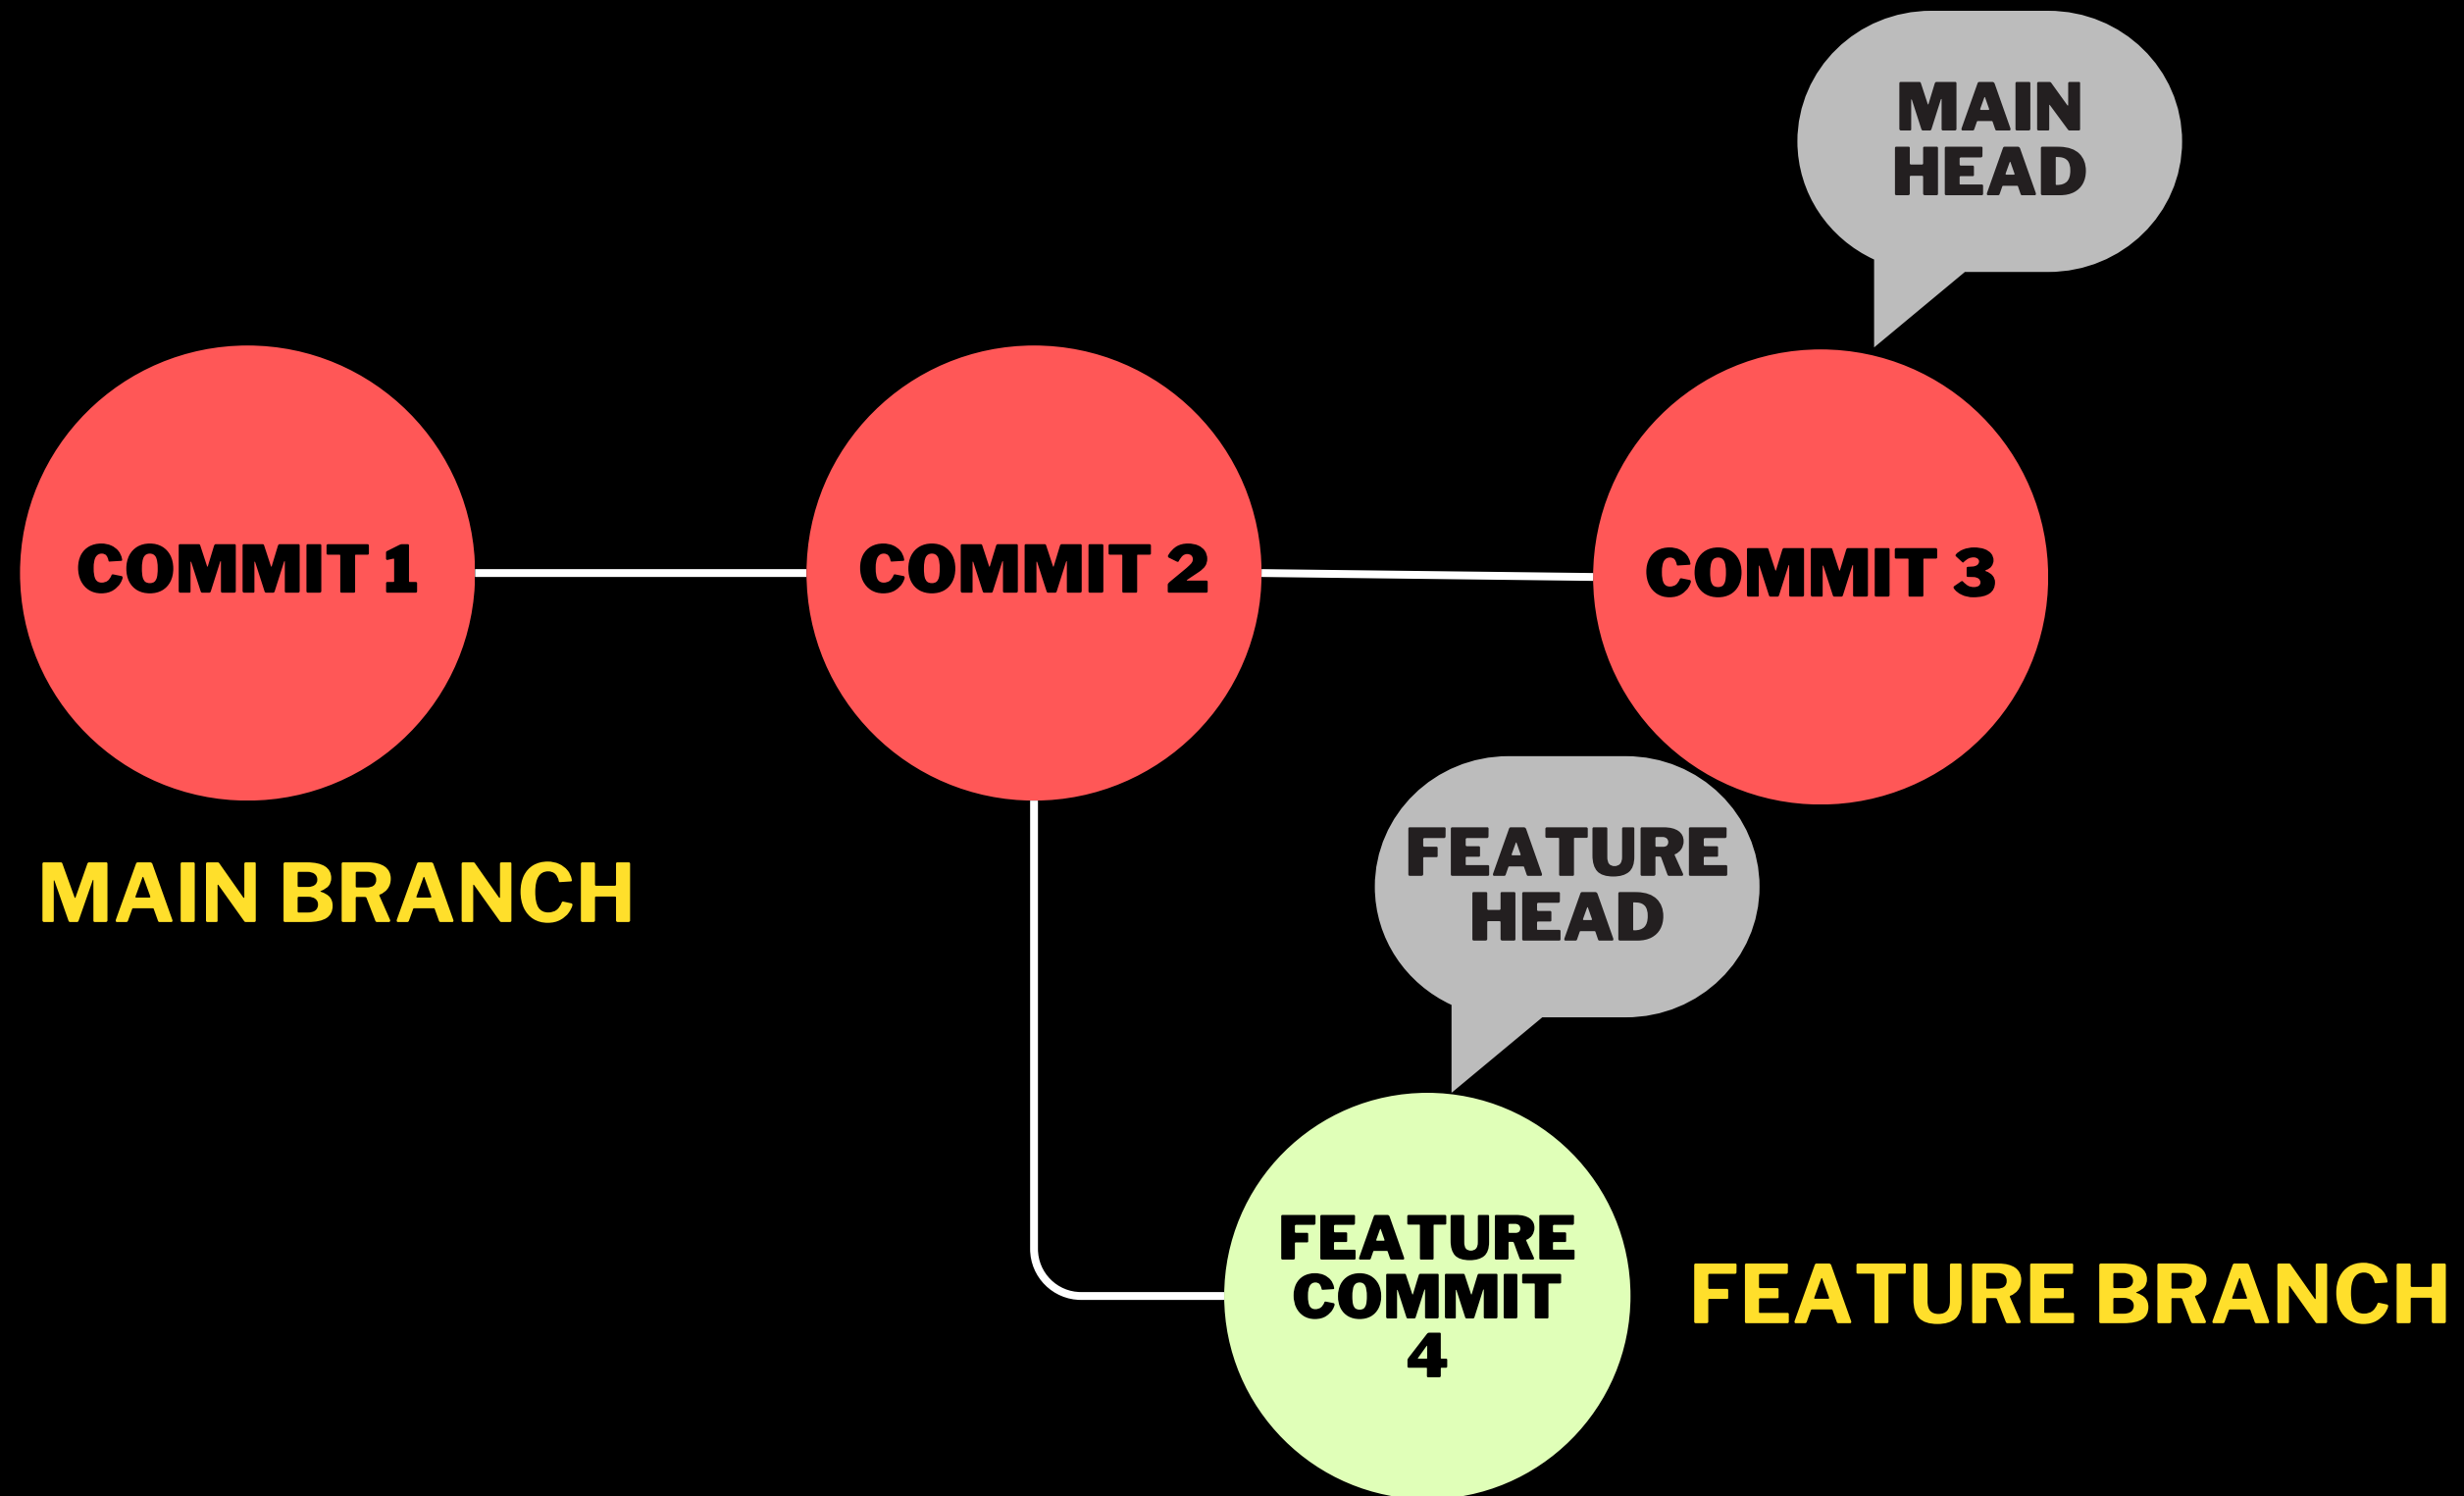 MAIN
HEAD
COMMIT 1
COMMIT 2
COMMIT 3
MAIN BRANCH
FEATURE
HEAD
FEATURE
COMMIT
4
FEATURE BRANCH